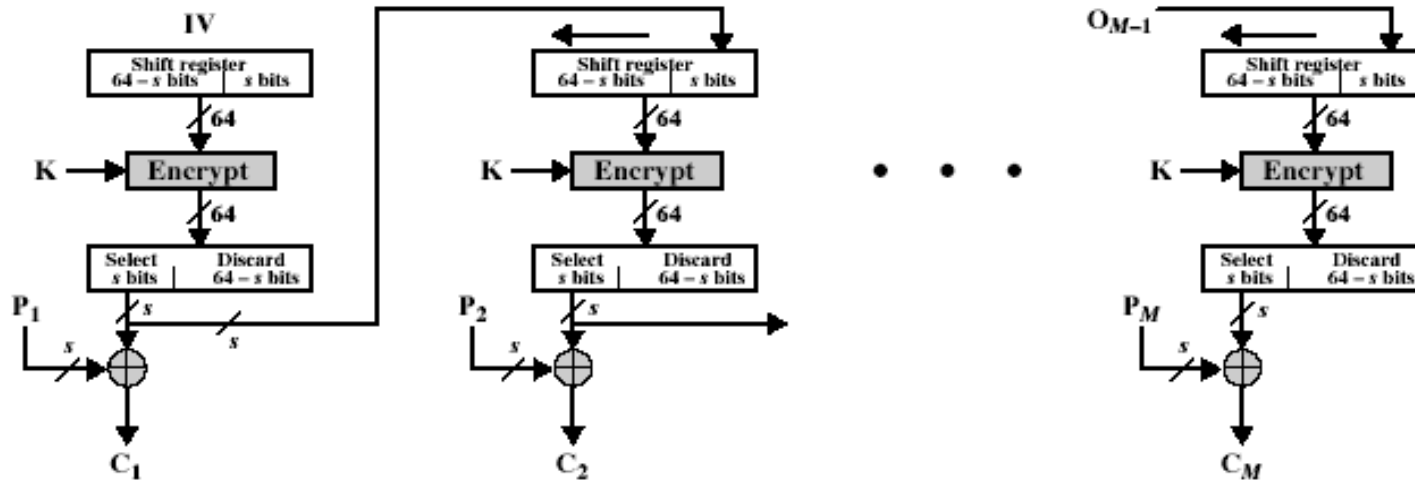 IV
Shift register
64 – s bits | s bits
64
K
Encrypt
64
Select Discard
s bits | 64 – s bits
P1
s
s
s
C1
Shift register
64 – s bits | s bits
64
K
Encrypt
64
Select Discard
s bits | 64 – s bits
P2
s
s
C2
• • •
OM–1
Shift register
64 – s bits | s bits
64
K
Encrypt
64
Select Discard
s bits | 64 – s bits
PM
s
s
CM